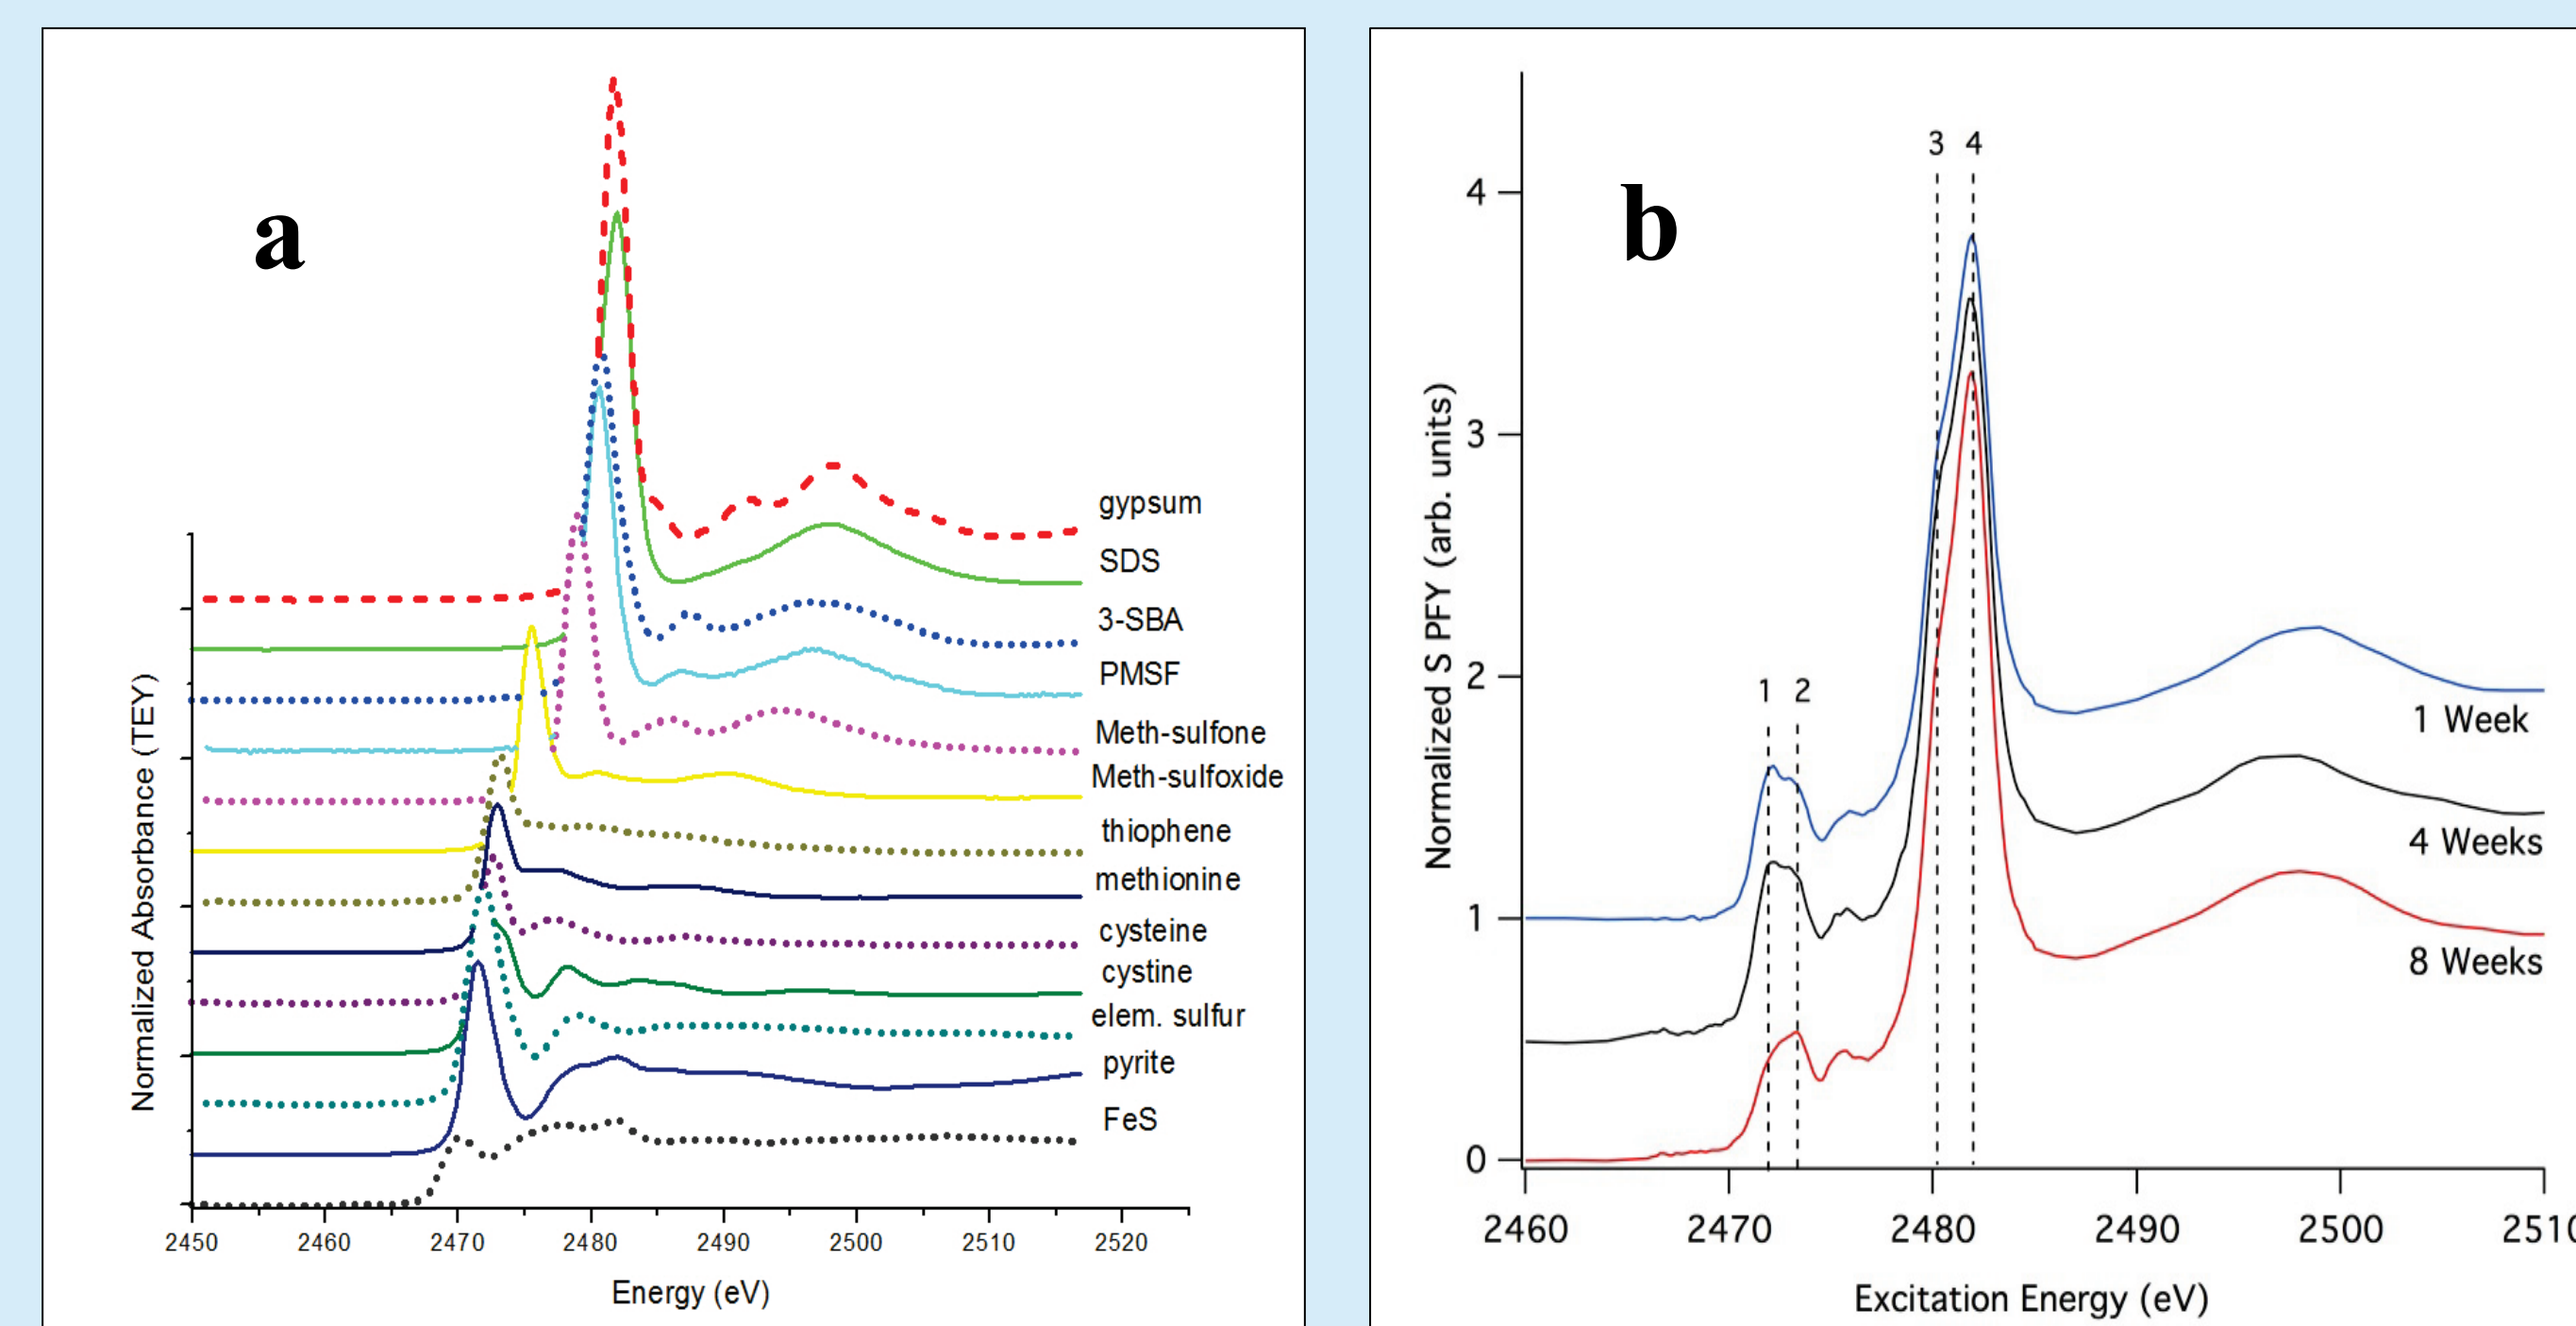 a
gypsum
SDS
3-SBA
PMSF
Meth-sulfone
Meth-sulfoxide
thiophene
methionine
cysteine
cystine
elem. sulfur
pyrite
FeS
Normalized Absorbance (TEY)
2450 2460 2470 2480 2490 2500 2510 2520
Energy (eV)
b
3 4
1 2
4
3
2
1
0
Normalized S PFY (arb. units)
1 Week
4 Weeks
8 Weeks
2460 2470 2480 2490 2500 2510
Excitation Energy (eV)